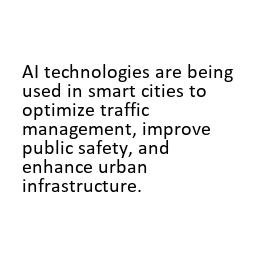 AI technologies are being
used in smart cities to
optimize traffic
management, improve
public safety, and
enhance urban
infrastructure.